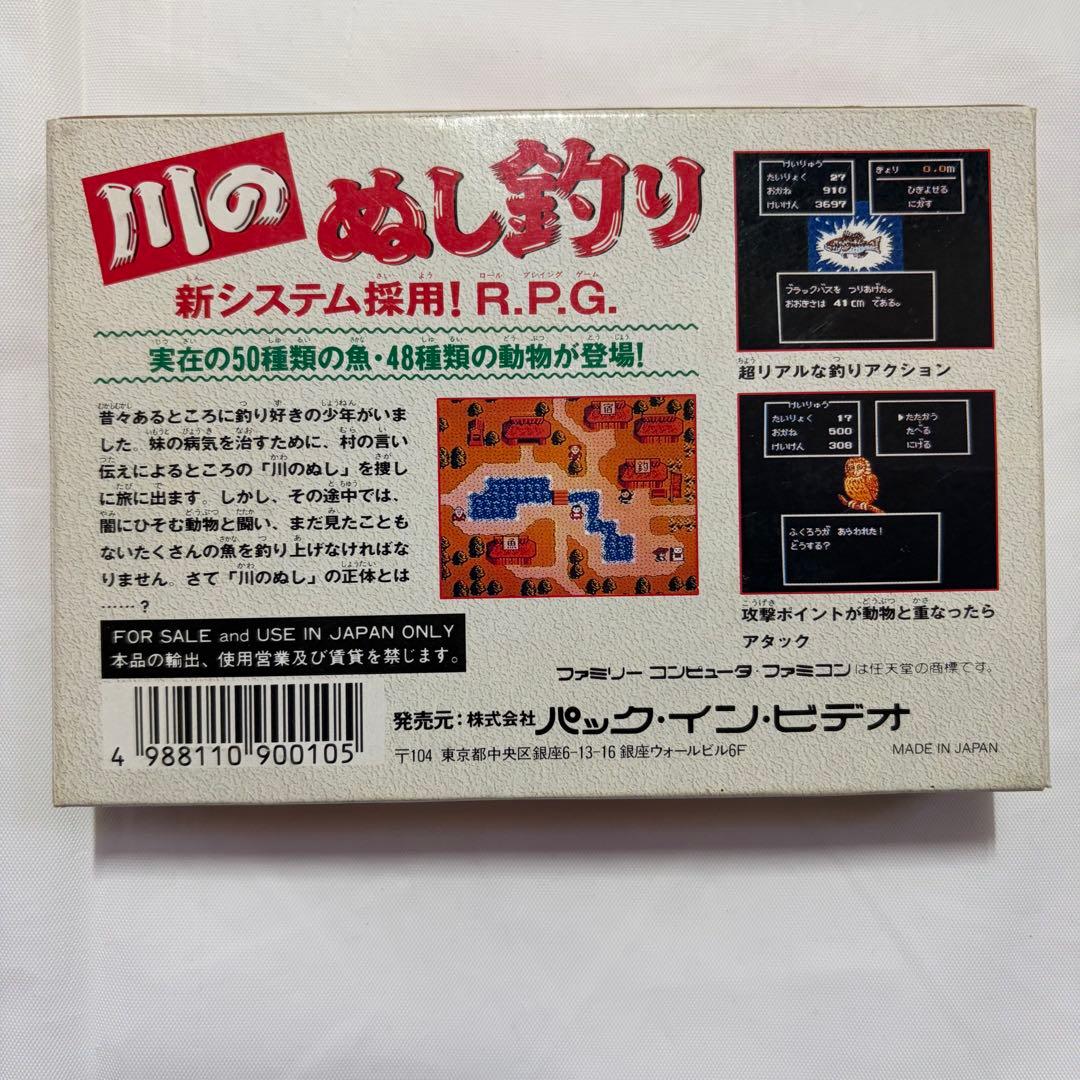 川の
ぬし釣り
新システム採用! R.P.G.
実在の50種類の魚・48種類の動物が登場!
昔々あるところに釣り好きの少年がいま
した。妹の病気を治すために、村の言い
伝えによるところの「川のぬし」を捜し
に旅に出ます。しかし、その途中では、
闇にひそむ動物と闘い、まだ見たことも
ないたくさんの魚を釣り上げなければな
りません。さて「川のぬし」の正体とは
……?
宿
釣
魚
けいりゅう
たいりょく 27
おかね 910
けいけん 3697
きょり 0.0m
ひきよせる
にがす
ブラックバスを つりあげた。
おおきさは 41cm である。
超リアルな釣りアクション
けいりゅう
たいりょく 17
おかね 500
けいけん 308
▶たたかう
たべる
にげる
ふくろうが あらわれた!
どうする?
攻撃ポイントが動物と重なったら
アタック
FOR SALE and USE IN JAPAN ONLY
本品の輸出、使用営業及び賃貸を禁じます。
ファミリー コンピュータ・ファミコンは任天堂の商標です。
4 988110 900105
発売元:株式会社 パック・イン・ビデオ
〒104 東京都中央区銀座6-13-16 銀座ウォールビル6F
MADE IN JAPAN